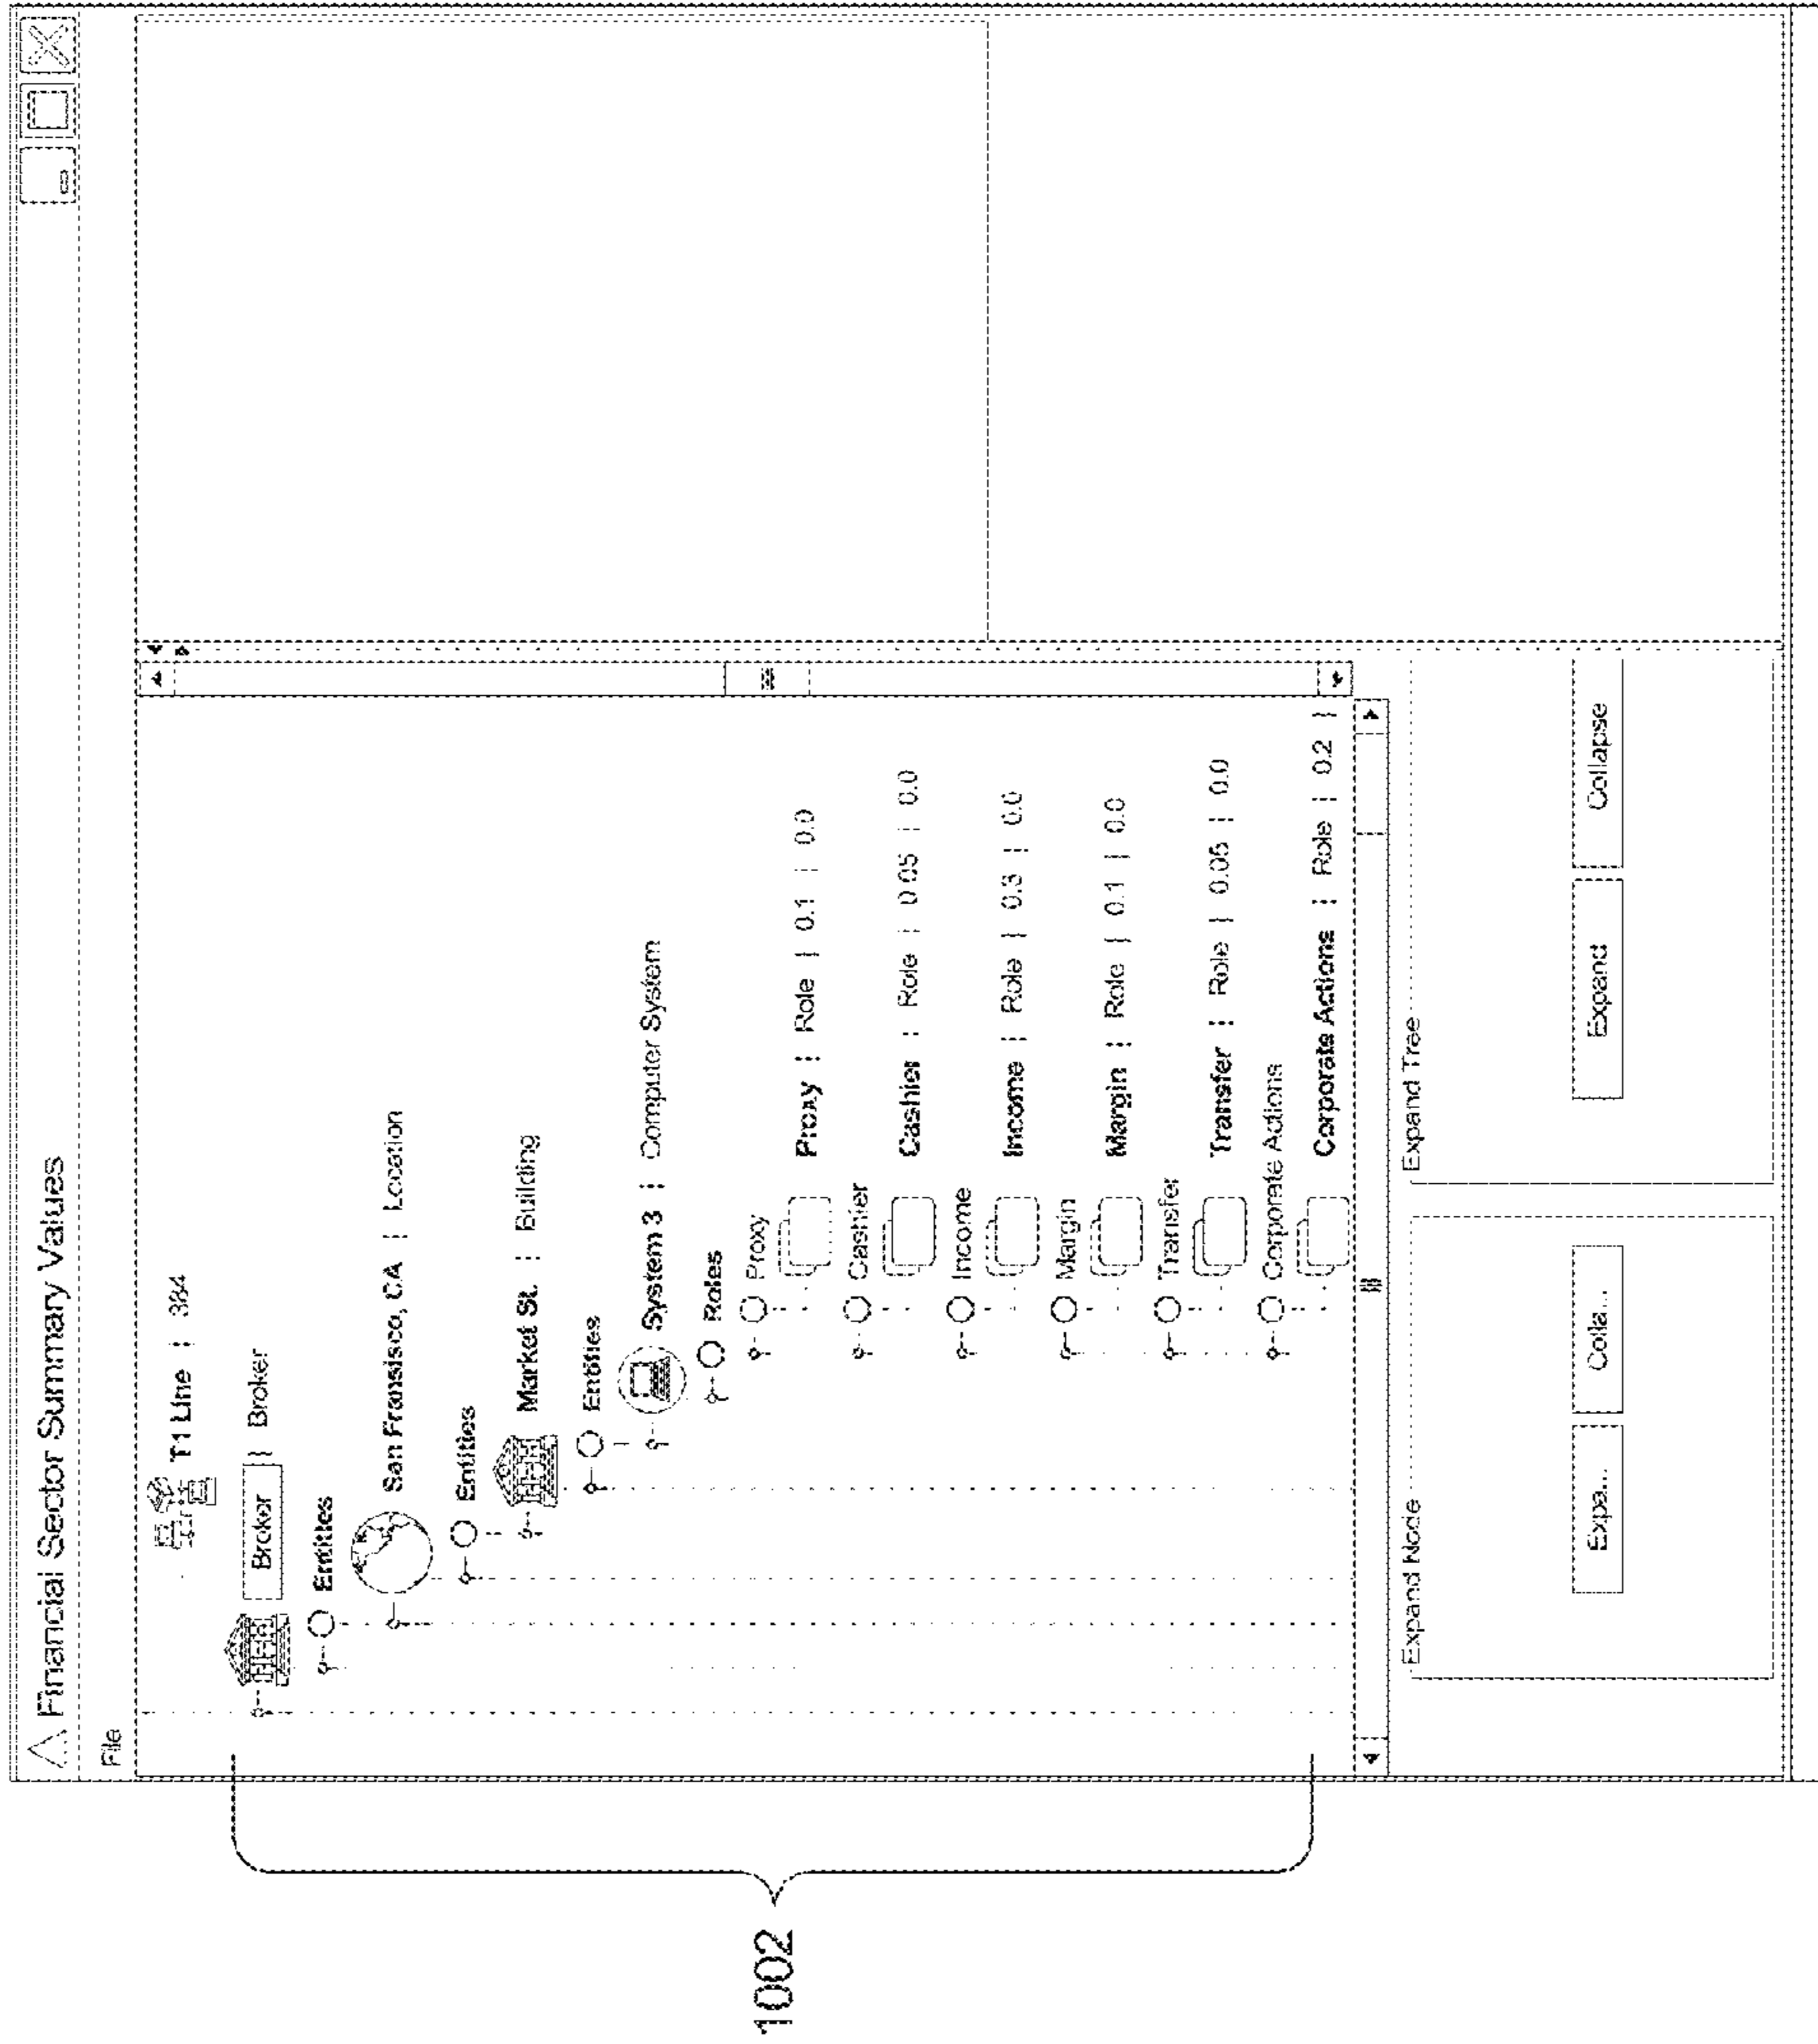 Financial Sector Summary Values
File
T1 Line | 384
Broker | Broker
Entities
San Fransisco, CA | Location
Entities
Market St. | Building
Entities
System 3 | Computer System
Roles
Proxy
Proxy | Role | 0.1 | 0.0
Cashier
Cashier | Role | 0.05 | 0.0
Income
Income | Role | 0.3 | 0.0
Margin
Margin | Role | 0.1 | 0.0
Transfer
Transfer | Role | 0.05 | 0.0
Corporate Actions
Corporate Actions | Role | 0.2 |
Expand Node
Expa...
Colla...
Expand Tree
Expand
Collapse
1002